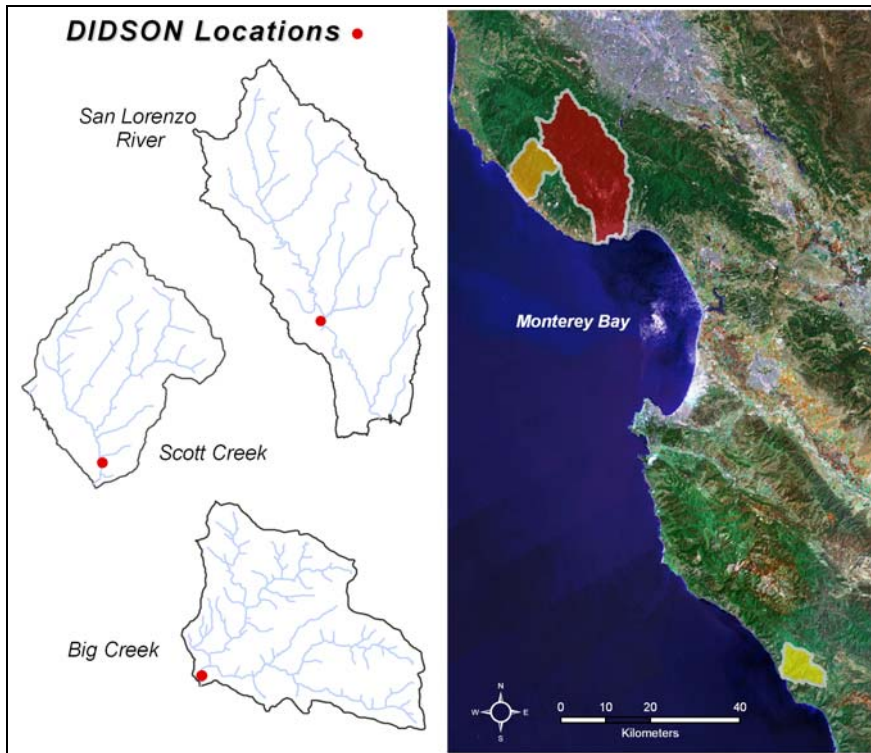 DIDSON Locations
San Lorenzo
River
Scott Creek
Big Creek
Monterey Bay
N
W E
S
0 10 20 40
Kilometers